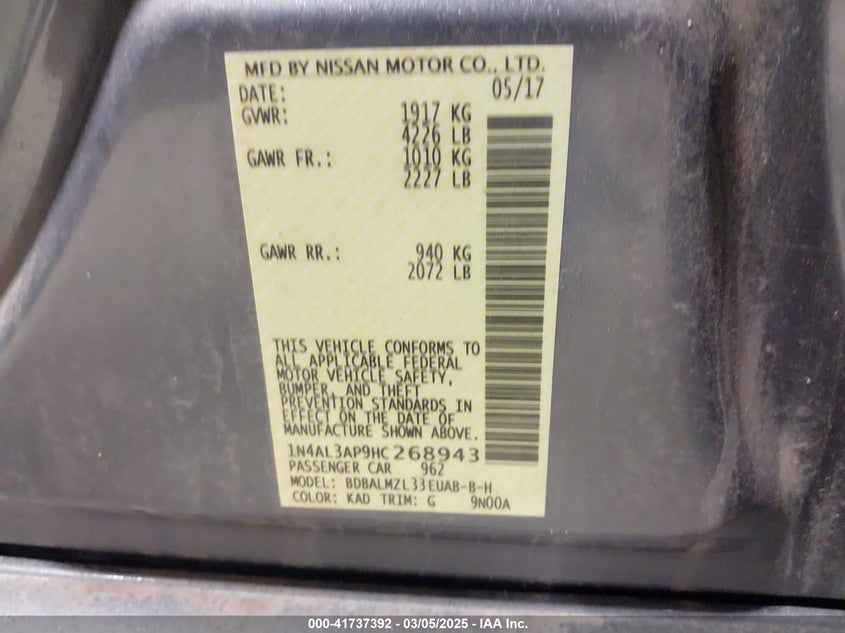 MFD BY NISSAN MOTOR CO., LTD.
DATE: 05/17
GVWR: 1917 KG
4226 LB
GAWR FR.: 1010 KG
2227 LB
GAWR RR.: 940 KG
2072 LB
THIS VEHICLE CONFORMS TO
ALL APPLICABLE FEDERAL
MOTOR VEHICLE SAFETY,
BUMPER, AND THEFT
PREVENTION STANDARDS IN
EFFECT ON THE DATE OF
MANUFACTURE SHOWN ABOVE.
1N4AL3AP9HC268943
PASSENGER CAR 962
MODEL: BDBALMZL33EUAB-B-H
COLOR: KAD TRIM: G 9N00A
000-41737392 - 03/05/2025 - IAA Inc.